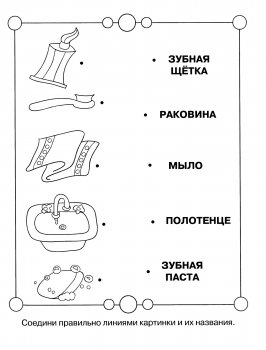 ЗУБНАЯ
ЩЁТКА
РАКОВИНА
МЫЛО
ПОЛОТЕНЦЕ
ЗУБНАЯ
ПАСТА
Соедини правильно линиями картинки и их названия.